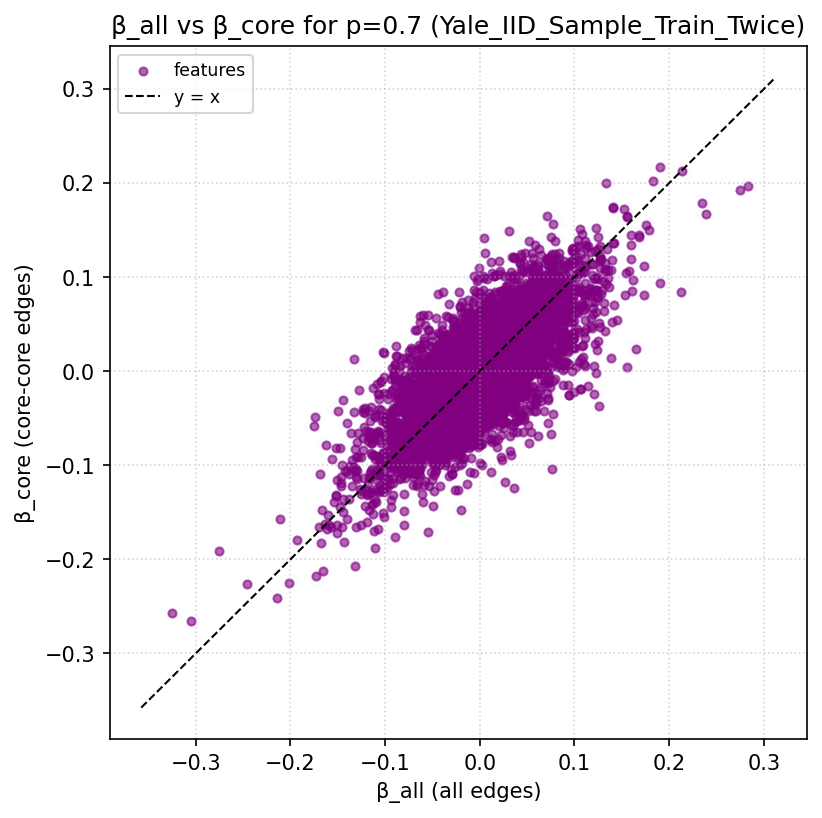 β_all vs β_core for p=0.7 (Yale_IID_Sample_Train_Twice)
features
y = x
0.3
0.2
0.1
0.0
−0.1
−0.2
−0.3
β_core (core-core edges)
−0.3
−0.2
−0.1
0.0
0.1
0.2
0.3
β_all (all edges)